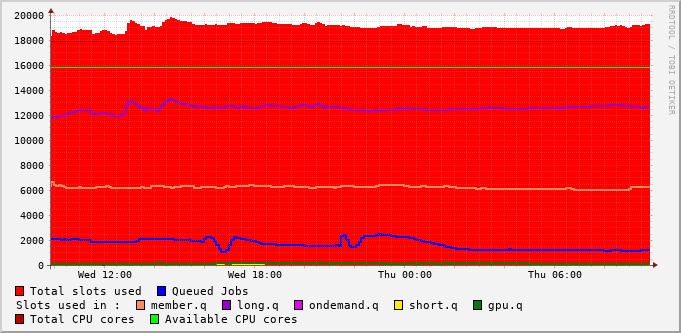 20000
18000
16000
14000
12000
10000
8000
6000
4000
2000
0
Wed 12:00 Wed 18:00 Thu 00:00 Thu 06:00
RRDTOOL / TOBI OETIKER
Total slots used Queued Jobs
Slots used in : member.q long.q ondemand.q short.q gpu.q
Total CPU cores Available CPU cores